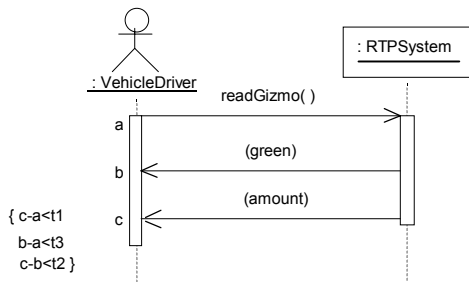 : RTPSystem
: VehicleDriver
readGizmo( )
a
(green)
b
(amount)
c
{ c-a<t1
b-a<t3
c-b<t2 }